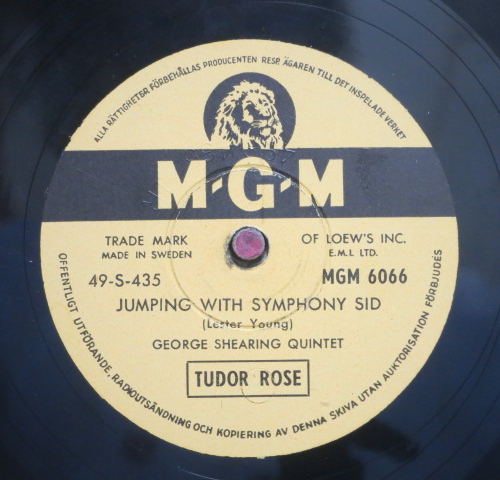 ALLA RÄTTIGHETER FÖRBEHÅLLAS PRODUCENTEN RESP. ÄGAREN TILL DET INSPELADE VERKET
M-G-M
TRADE MARK
MADE IN SWEDEN
OF LOEW'S INC.
E.M.I. LTD.
49-S-435
MGM 6066
JUMPING WITH SYMPHONY SID
(Lester Young)
GEORGE SHEARING QUINTET
TUDOR ROSE
OFFENTLIGT UTFÖRANDE, RADIOUTSÄNDNING OCH KOPIERING AV DENNA SKIVA UTAN AUKTORISATION FÖRBJUDES